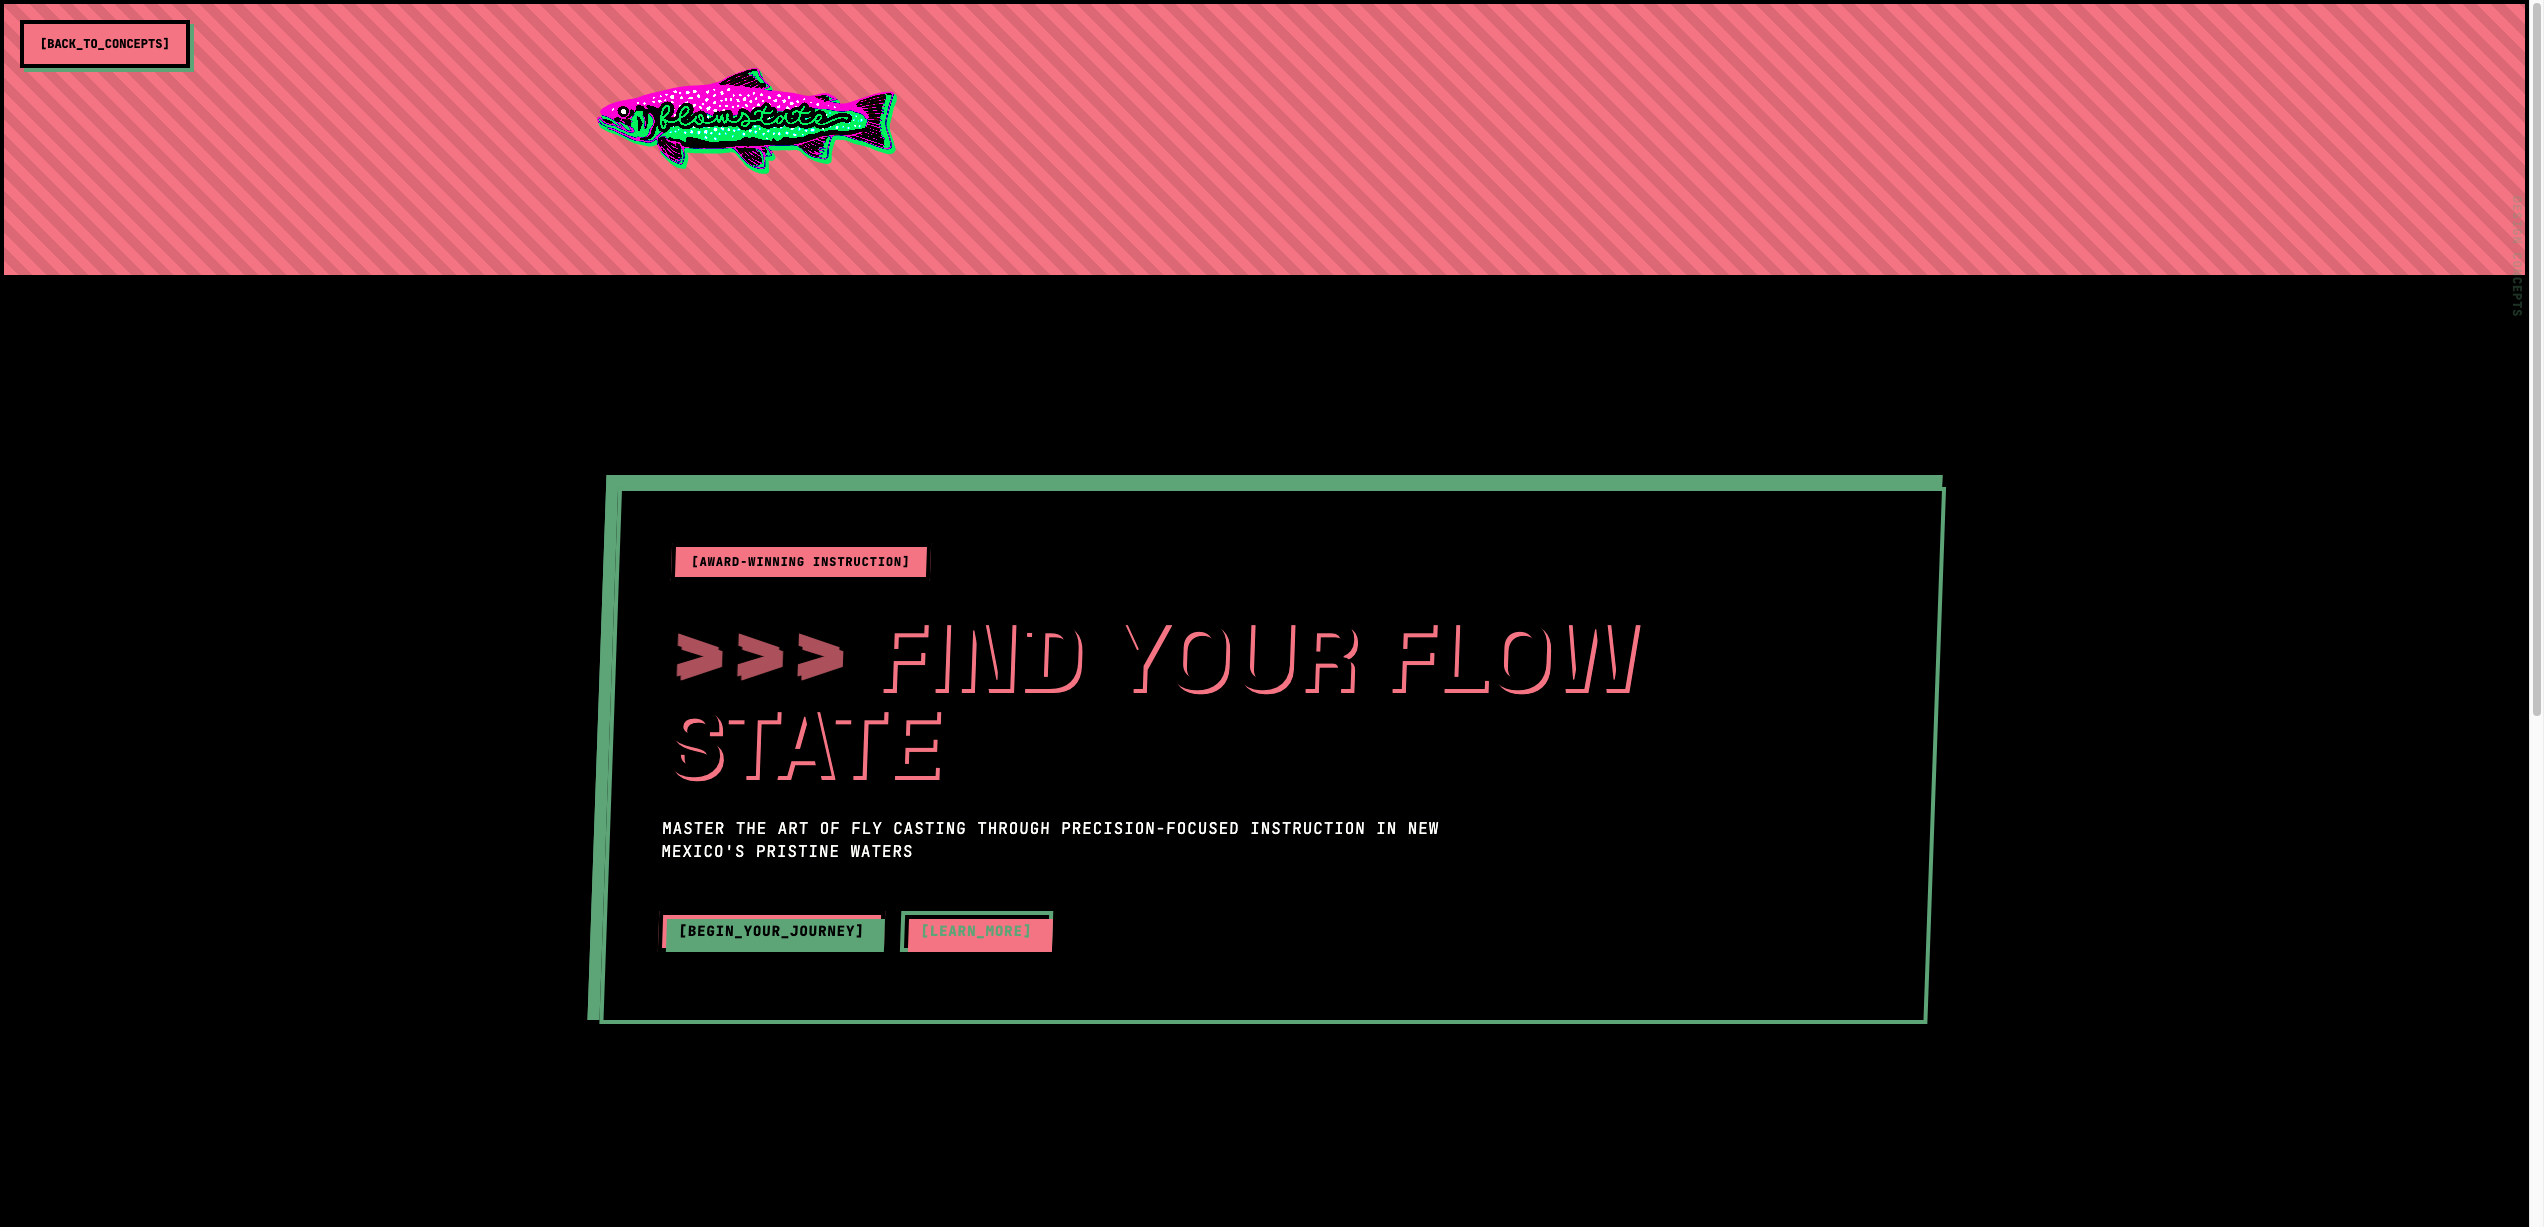 [BACK_TO_CONCEPTS]
flowstate
[AWARD-WINNING INSTRUCTION]
>>> FIND YOUR FLOW
STATE
MASTER THE ART OF FLY CASTING THROUGH PRECISION-FOCUSED INSTRUCTION IN NEW
MEXICO'S PRISTINE WATERS
[BEGIN_YOUR_JOURNEY]
[LEARN_MORE]